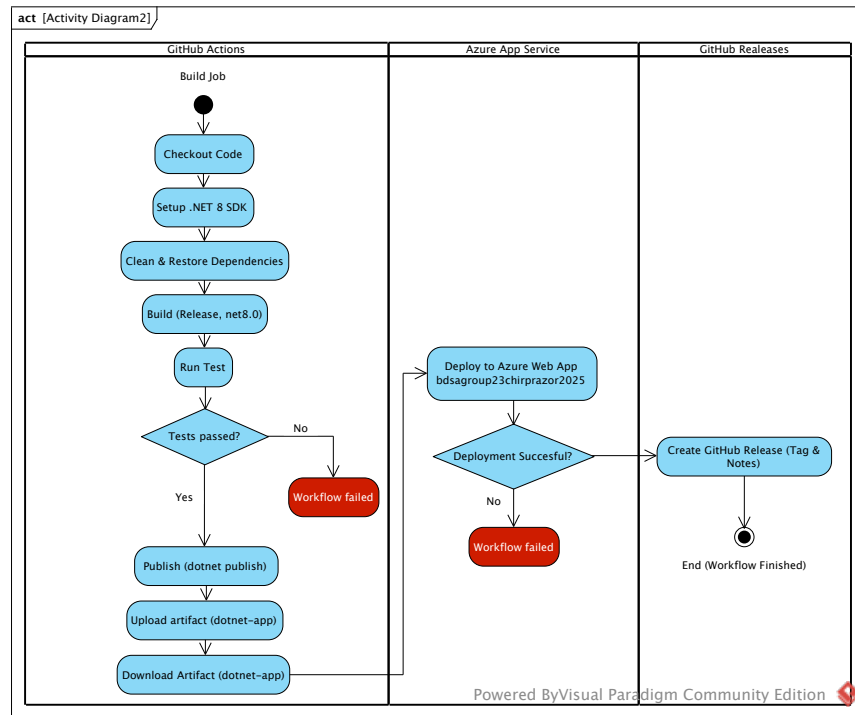 act [Activity Diagram2]
GitHub Actions
Azure App Service
GitHub Realeases
Build Job
Checkout Code
Setup .NET 8 SDK
Clean & Restore Dependencies
Build (Release, net8.0)
Run Test
Tests passed?
No
Workflow failed
Yes
Publish (dotnet publish)
Upload artifact (dotnet-app)
Download Artifact (dotnet-app)
Deploy to Azure Web App
bdsagroup23chirprazor2025
Deployment Succesful?
No
Workflow failed
Create GitHub Release (Tag &
Notes)
End (Workflow Finished)
Powered ByVisual Paradigm Community Edition